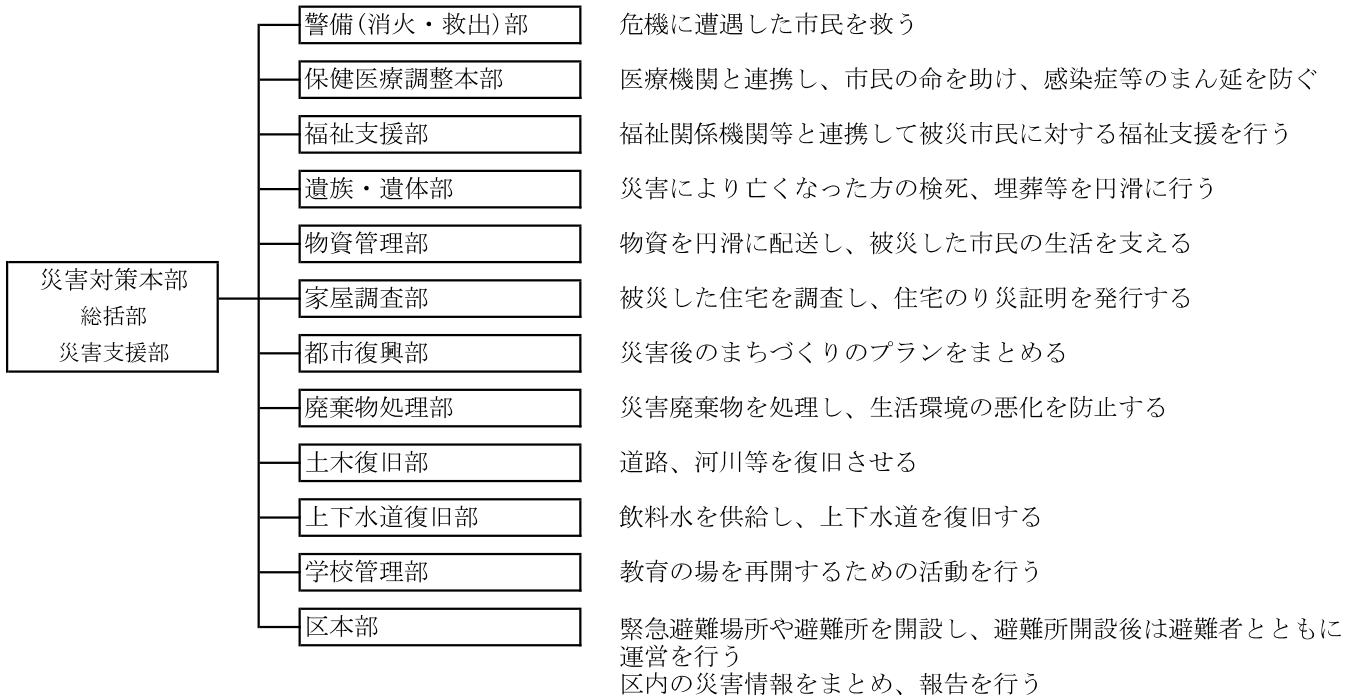 警備(消火・救出)部 危機に遭遇した市民を救う
保健医療調整本部 医療機関と連携し、市民の命を助け、感染症等のまん延を防ぐ
福祉支援部 福祉関係機関等と連携して被災市民に対する福祉支援を行う
遺族・遺体部 災害により亡くなった方の検死、埋葬等を円滑に行う
物資管理部 物資を円滑に配送し、被災した市民の生活を支える
災害対策本部
総括部
災害支援部
家屋調査部 被災した住宅を調査し、住宅のり災証明を発行する
都市復興部 災害後のまちづくりのプランをまとめる
廃棄物処理部 災害廃棄物を処理し、生活環境の悪化を防止する
土木復旧部 道路、河川等を復旧させる
上下水道復旧部 飲料水を供給し、上下水道を復旧する
学校管理部 教育の場を再開するための活動を行う
区本部 緊急避難場所や避難所を開設し、避難所開設後は避難者とともに
運営を行う
区内の災害情報をまとめ、報告を行う